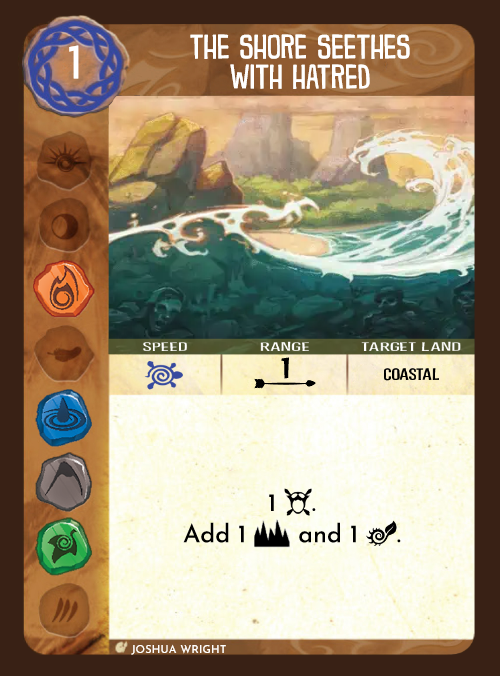 1
THE SHORE SEETHES
WITH HATRED
SPEED RANGE TARGET LAND
1 COASTAL
1 .
Add 1 and 1 .
JOSHUA WRIGHT